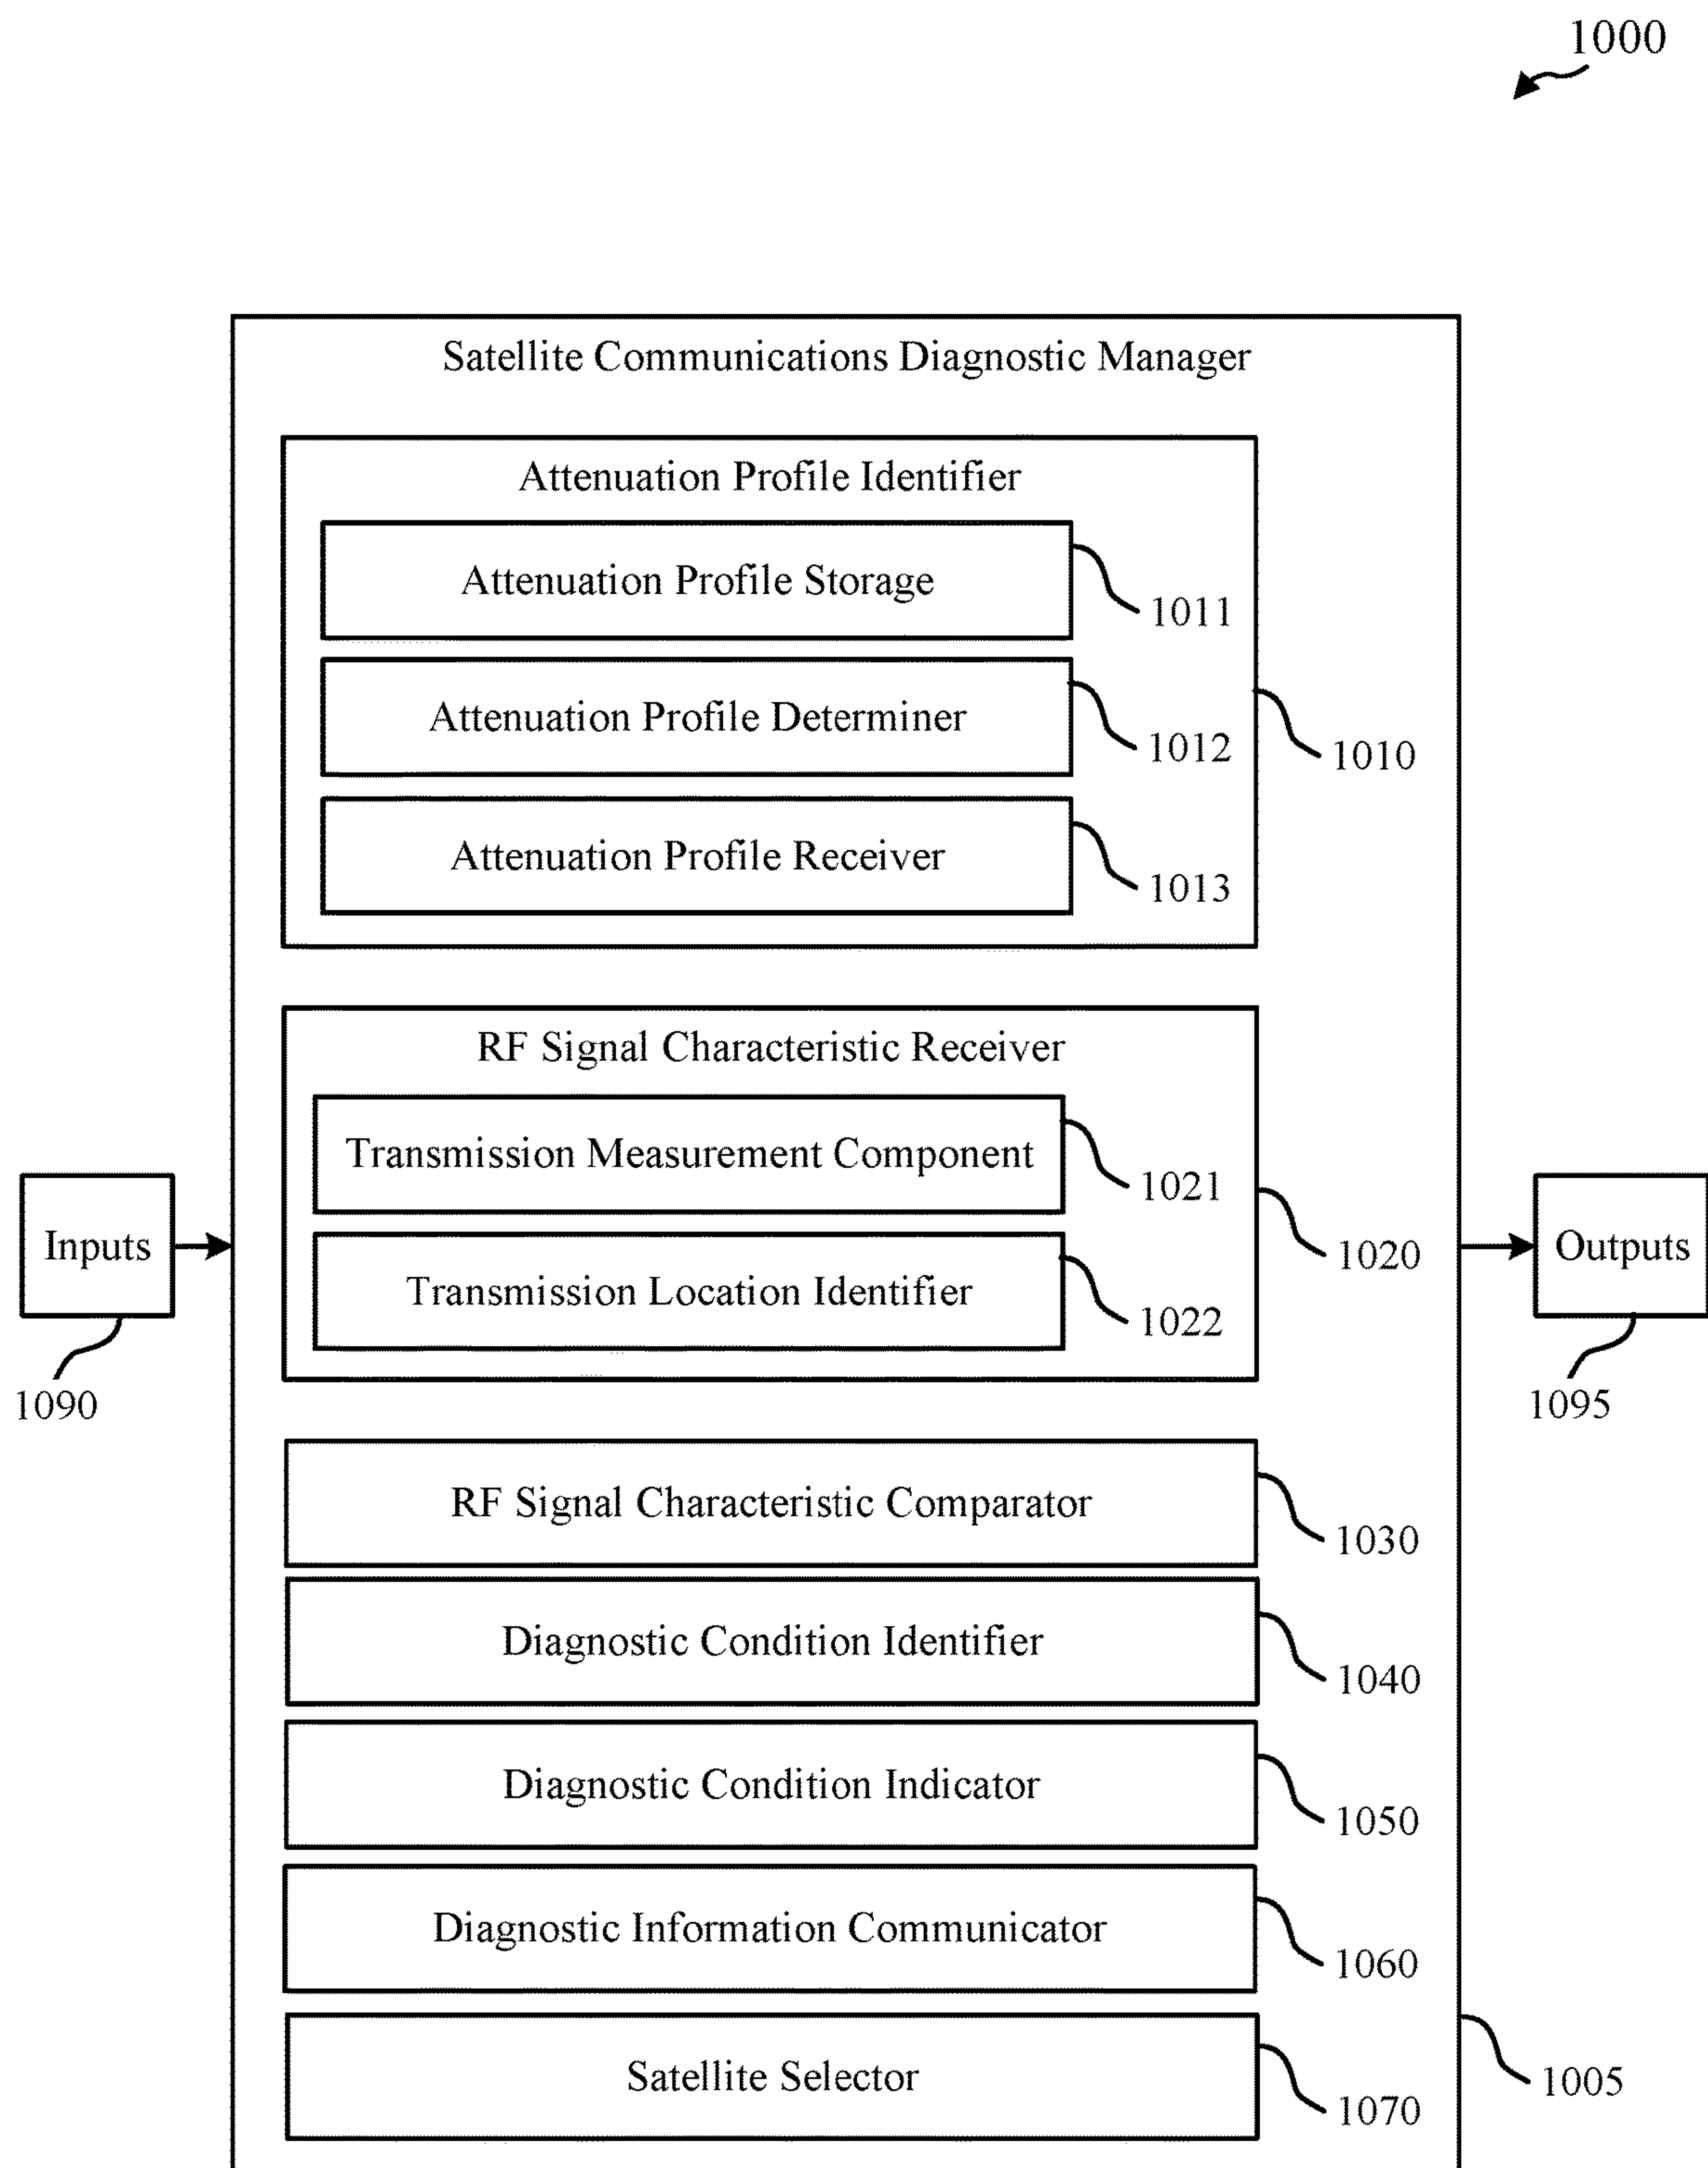 1000
Satellite Communications Diagnostic Manager
Attenuation Profile Identifier
Attenuation Profile Storage
1011
Attenuation Profile Determiner
1012
1010
Attenuation Profile Receiver
1013
RF Signal Characteristic Receiver
Transmission Measurement Component
1021
1020
Transmission Location Identifier
1022
Inputs
1090
Outputs
1095
RF Signal Characteristic Comparator
1030
Diagnostic Condition Identifier
1040
Diagnostic Condition Indicator
1050
Diagnostic Information Communicator
1060
Satellite Selector
1070
1005